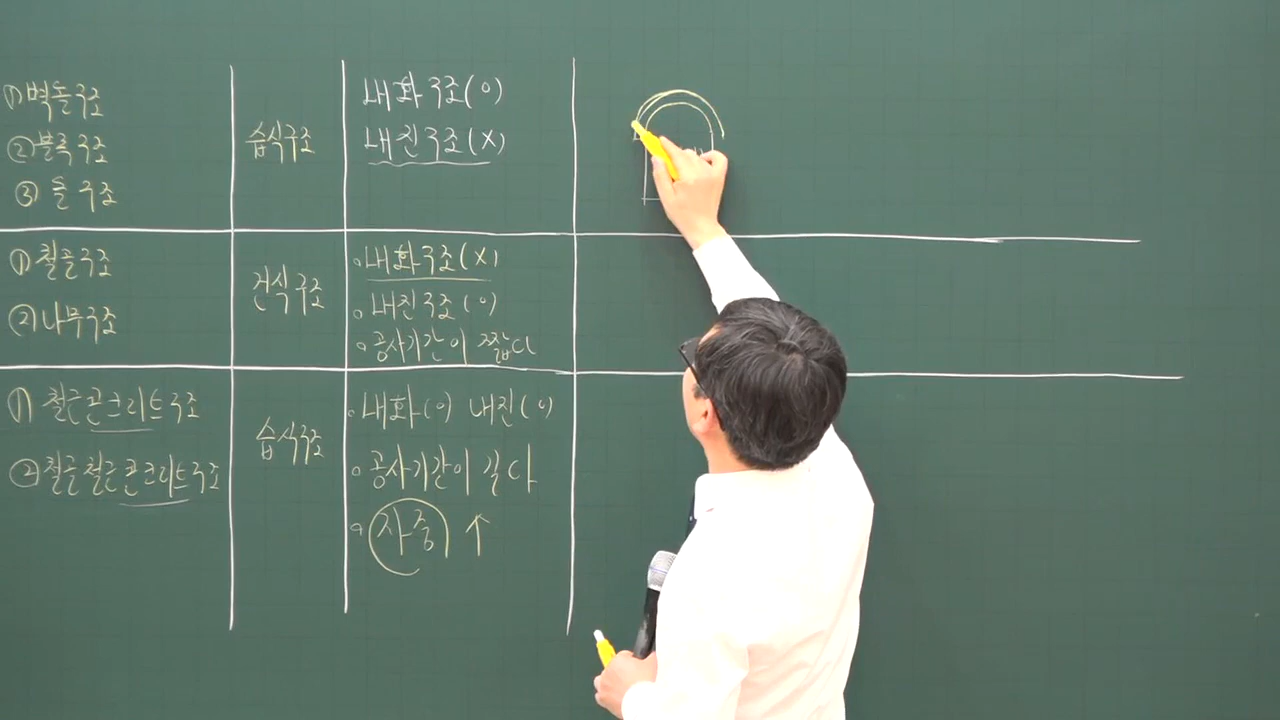 ① 벽돌구조
② 블록구조
③ 돌 구조
습식구조
내화구조(O)
내진구조(X)
① 철골구조
② 나무구조
건식구조
내화구조(X)
내진구조(O)
공사기간이 짧다
① 철근콘크리트구조
② 철골철근콘크리트구조
습식구조
내화(O) 내진(O)
공사기간이 길다
자중 ↑